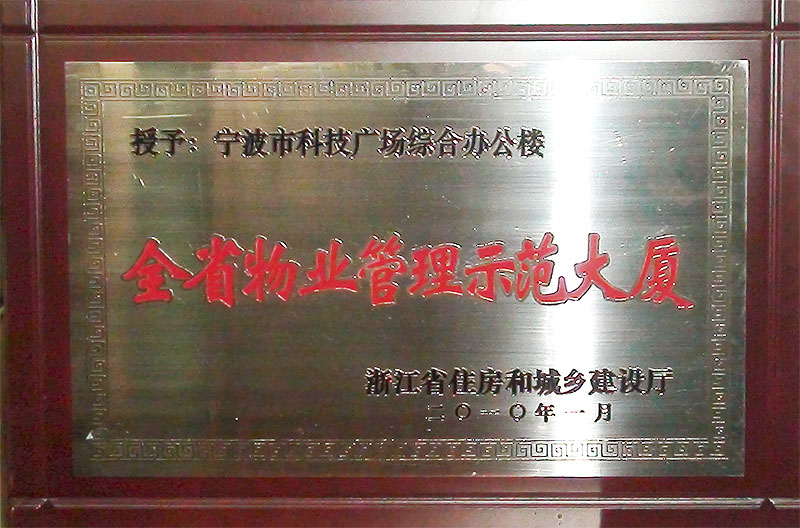 授予：宁波市科技广场综合办公楼
全省物业管理示范大厦
浙江省住房和城乡建设厅
二〇一〇年一月